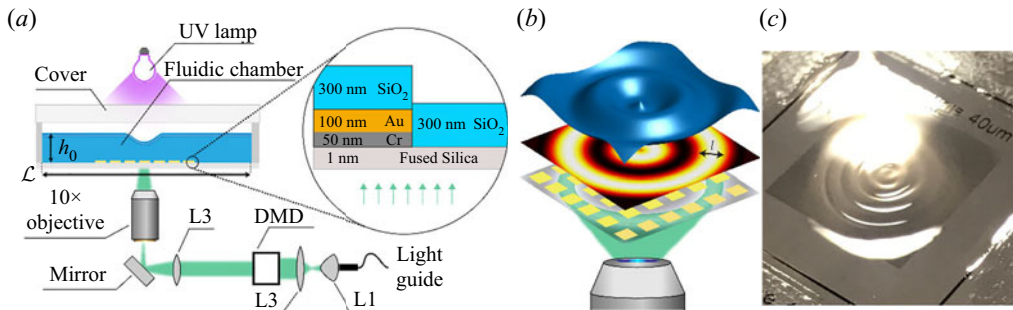 (a)
UV lamp
Cover
Fluidic chamber
h0
ℒ
10×
objective
Mirror
L3
DMD
L3
L1
Light
guide
300 nm SiO2
100 nm Au
50 nm Cr
300 nm SiO2
1 nm Fused Silica
(b)
l
(c)
40μm